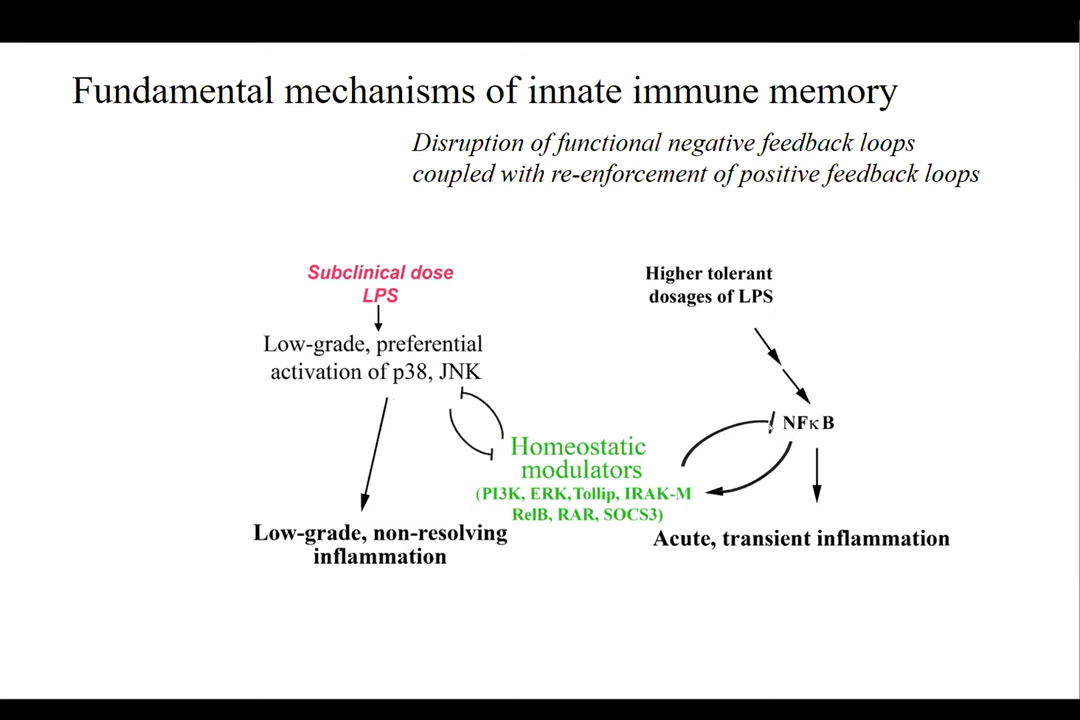 Fundamental mechanisms of innate immune memory
Disruption of functional negative feedback loops
coupled with re-enforcement of positive feedback loops
Subclinical dose
LPS
Low-grade, preferential
activation of p38, JNK
Low-grade, non-resolving
inflammation
Homeostatic
modulators
(PI3K, ERK,Tollip, IRAK-M
RelB, RAR, SOCS3)
Higher tolerant
dosages of LPS
NFκB
Acute, transient inflammation